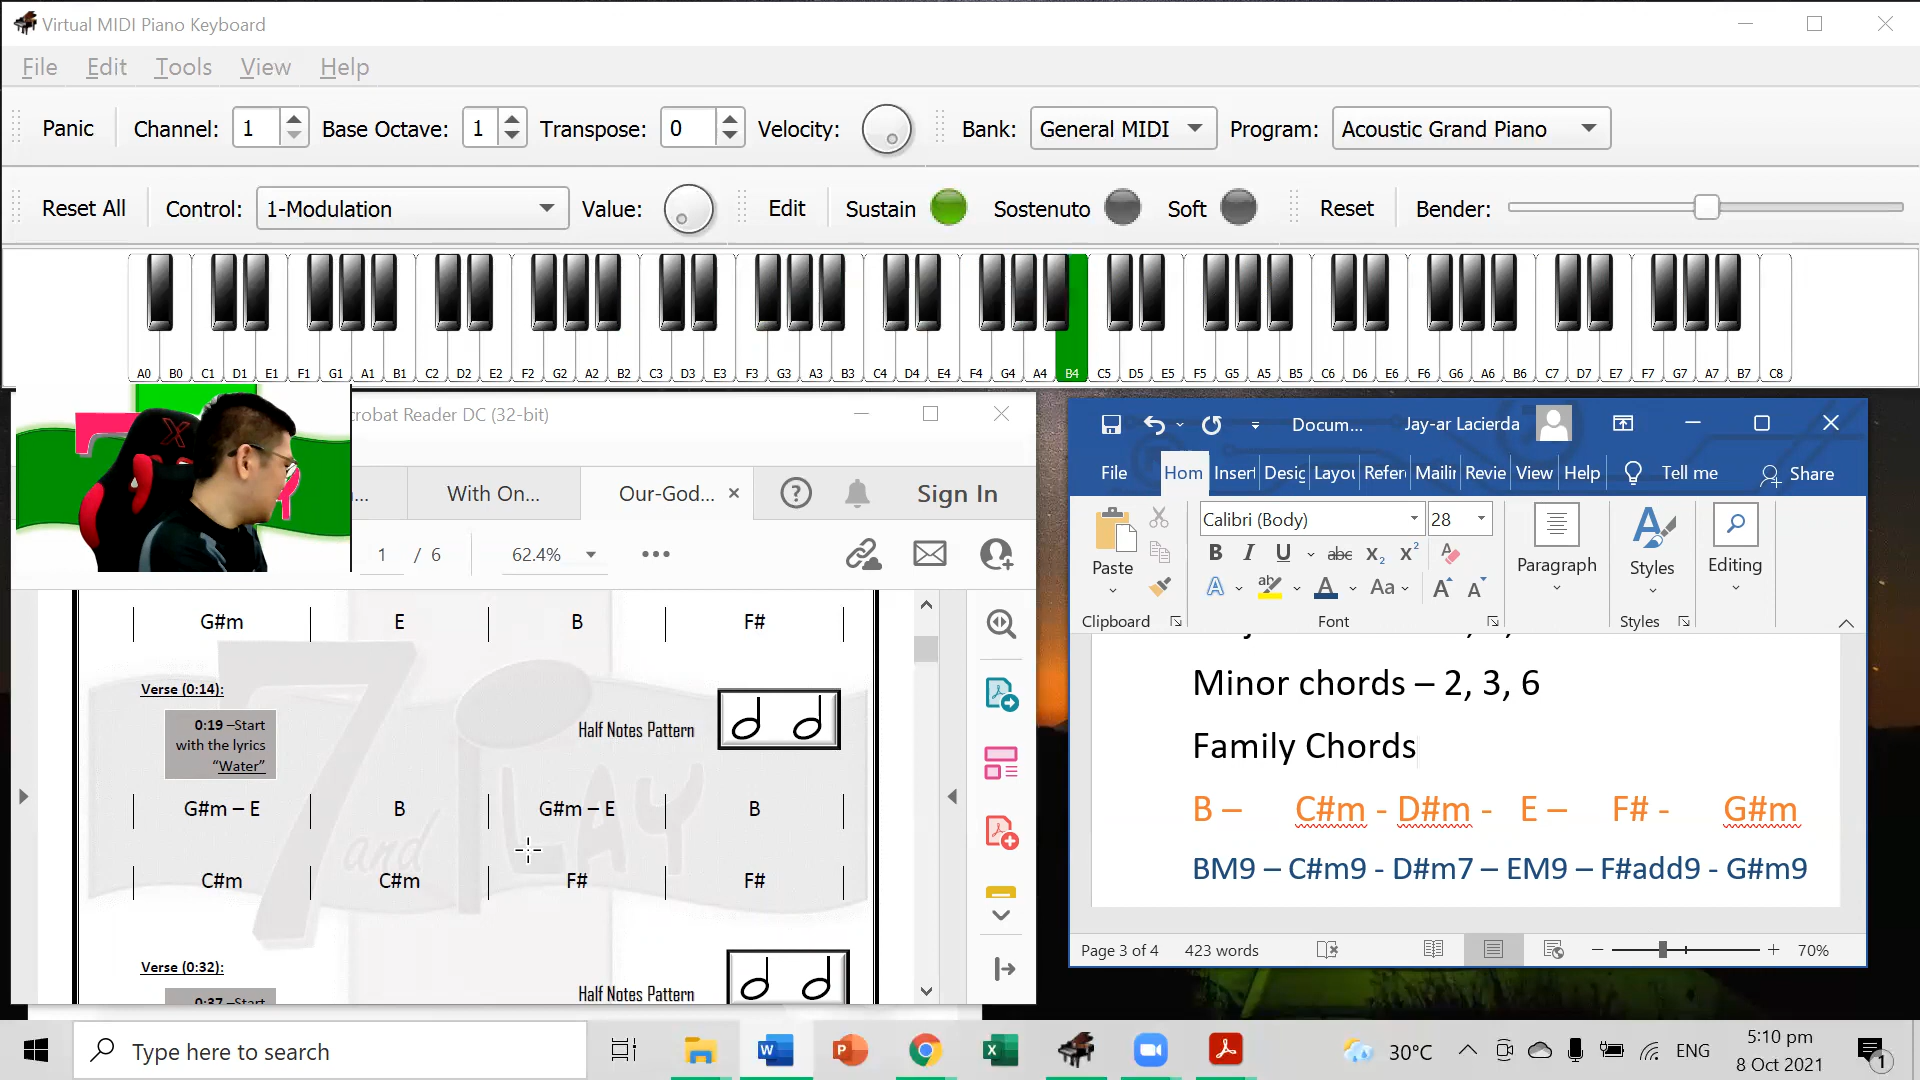 Virtual MIDI Piano Keyboard
File Edit Tools View Help
Panic Channel: 1 Base Octave: 1 Transpose: 0 Velocity: Bank: General MIDI Program: Acoustic Grand Piano
Reset All Control: 1-Modulation Value: Edit Sustain Sostenuto Soft Reset Bender:
A0 B0 C1 D1 E1 F1 G1 A1 B1 C2 D2 E2 F2 G2 A2 B2 C3 D3 E3 F3 G3 A3 B3 C4 D4 E4 F4 G4 A4 B4 C5 D5 E5 F5 G5 A5 B5 C6 D6 E6 F6 G6 A6 B6 C7 D7 E7 F7 G7 A7 B7 C8
crobat Reader DC (32-bit)
... With On... Our-God... Sign In
1 / 6 62.4%
G#m E B F#
Verse (0:14):
0:19 –Start
with the lyrics
“Water”
Half Notes Pattern
G#m – E B G#m – E B
C#m C#m F# F#
7 and PLAY
Verse (0:32):
0:37 –Start
Half Notes Pattern
Docum... Jay-ar Lacierda
File Hom Insert Desig Layou Refer Mailin Revie View Help Tell me Share
Calibri (Body) 28
Paste
Paragraph Styles Editing
Clipboard Font Styles
Minor chords – 2, 3, 6
Family Chords
B – C#m - D#m - E – F# - G#m
BM9 – C#m9 - D#m7 – EM9 – F#add9 - G#m9
Page 3 of 4 423 words 70%
Type here to search
30°C ENG
5:10 pm
8 Oct 2021
1